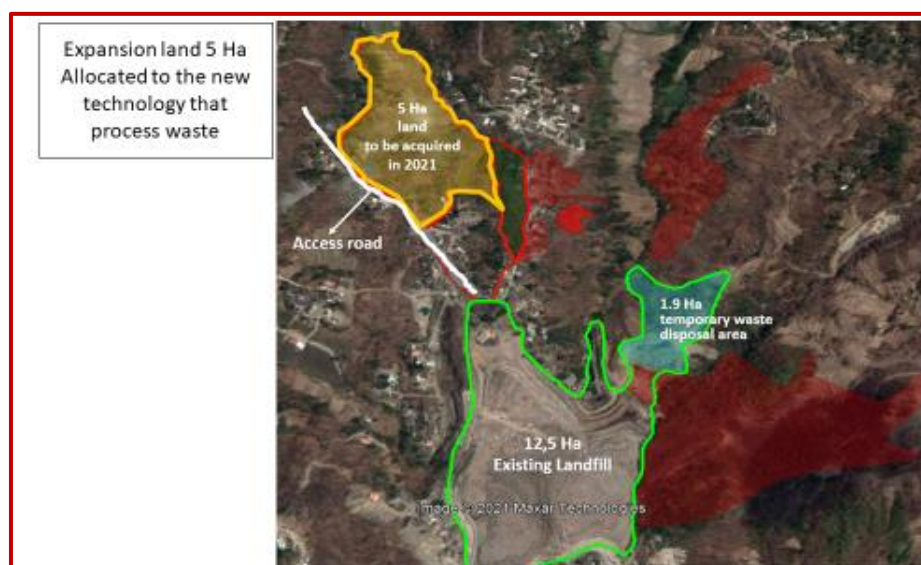 Expansion land 5 Ha
Allocated to the new
technology that
process waste
5 Ha
land
to be acquired
in 2021
Access road
1.9 Ha
temporary waste
disposal area
12,5 Ha
Existing Landfill
Image © 2021 Maxar Technologies